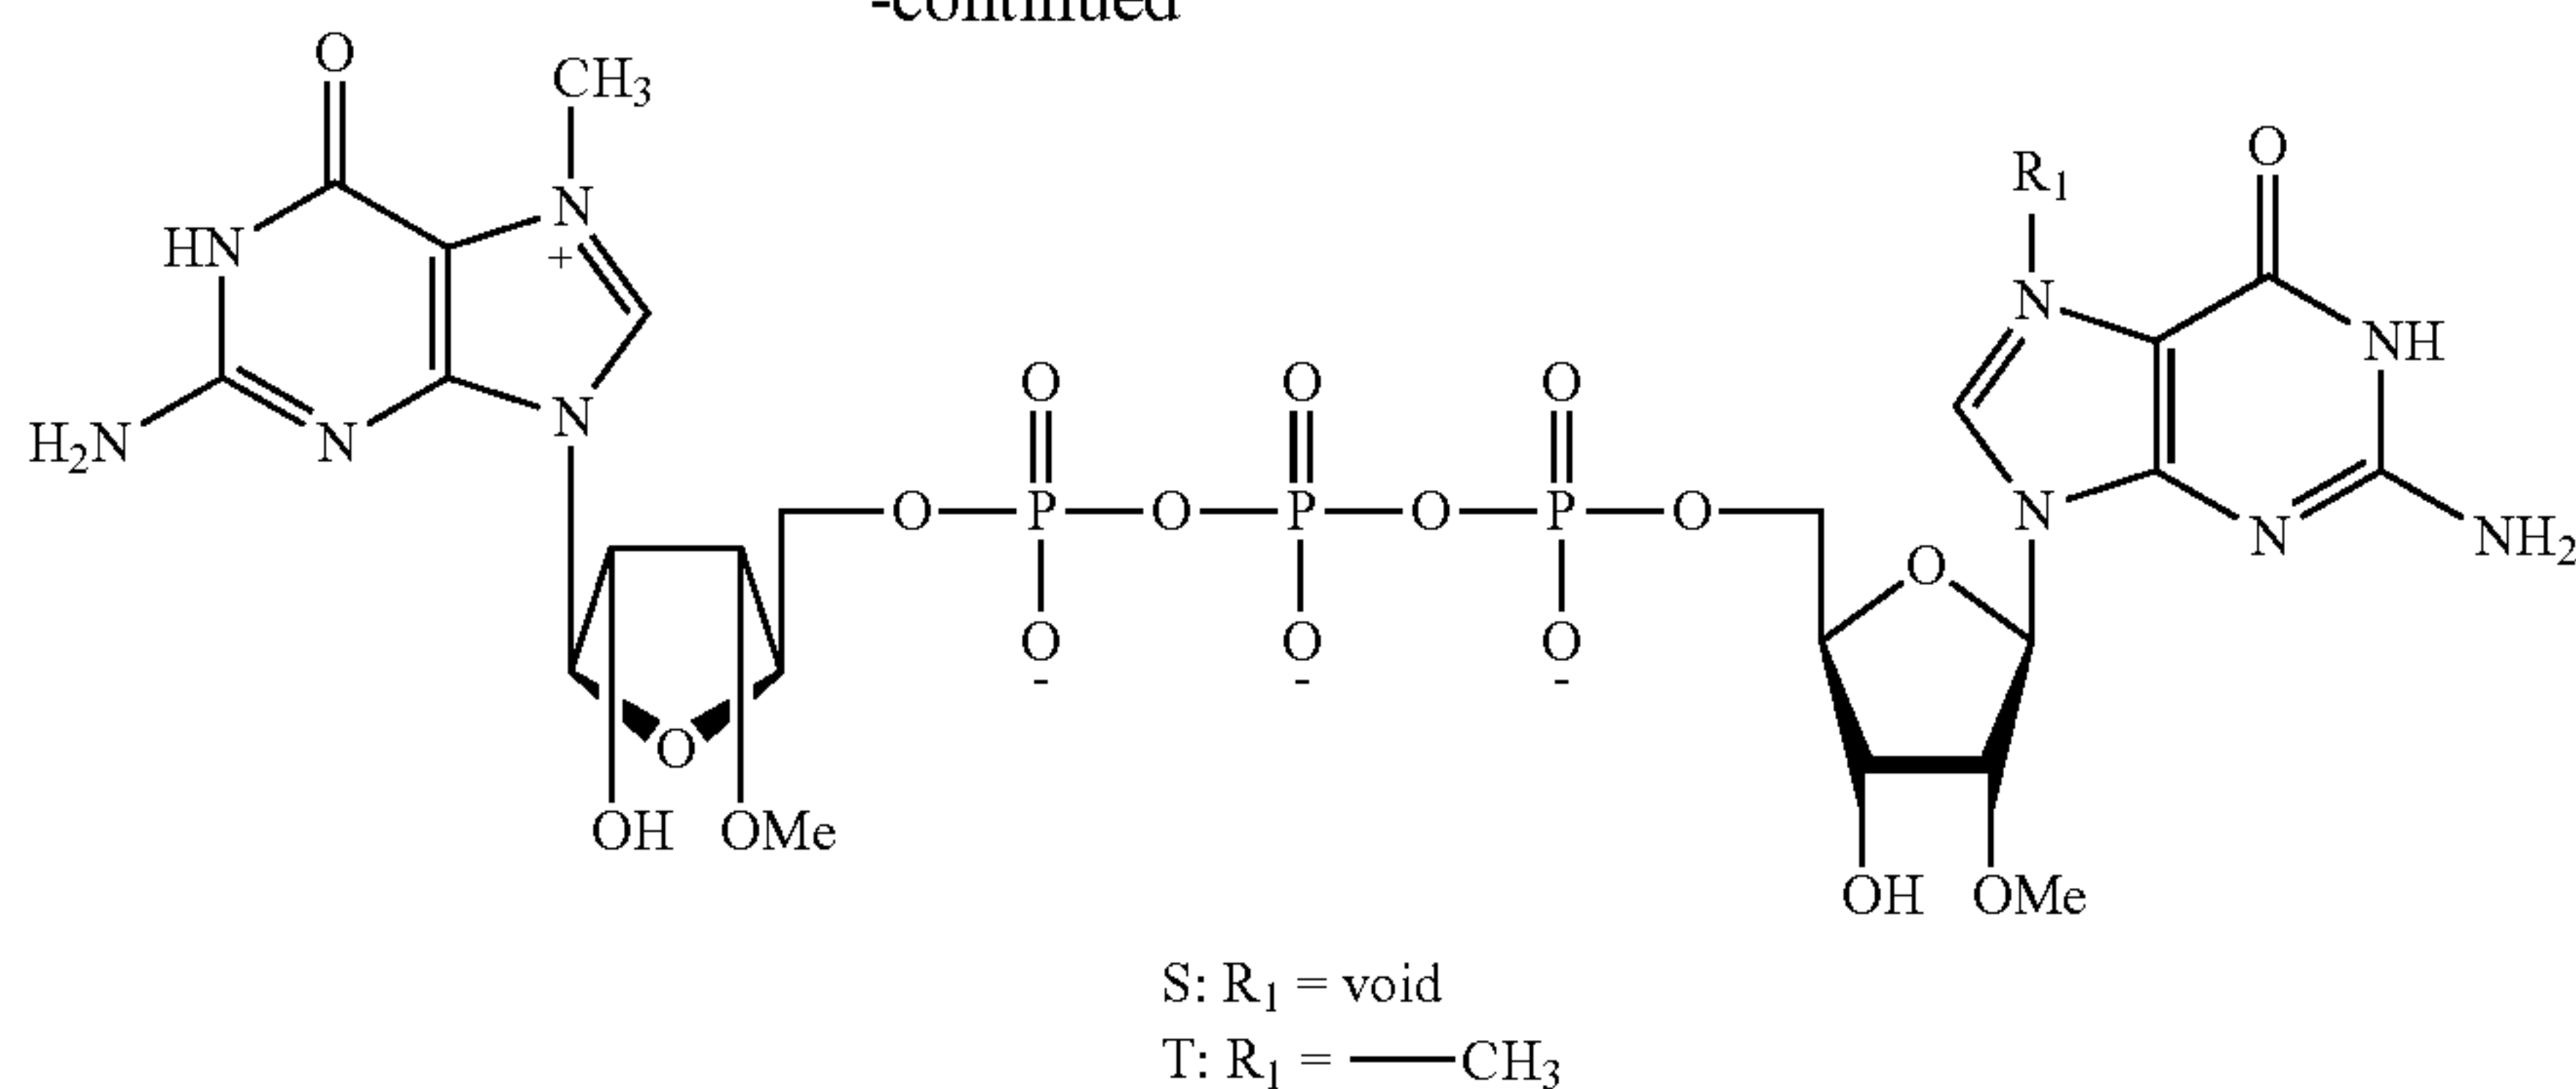 -continued
O
CH3
O
R1
N
+
HN
N
NH
O
O
O
N
H2N
N
O
P
O
P
O
P
O
N
N
NH2
O
O
O
O
-
-
-
O
OH
OMe
OH
OMe
S: R1 = void
T: R1 = —CH3